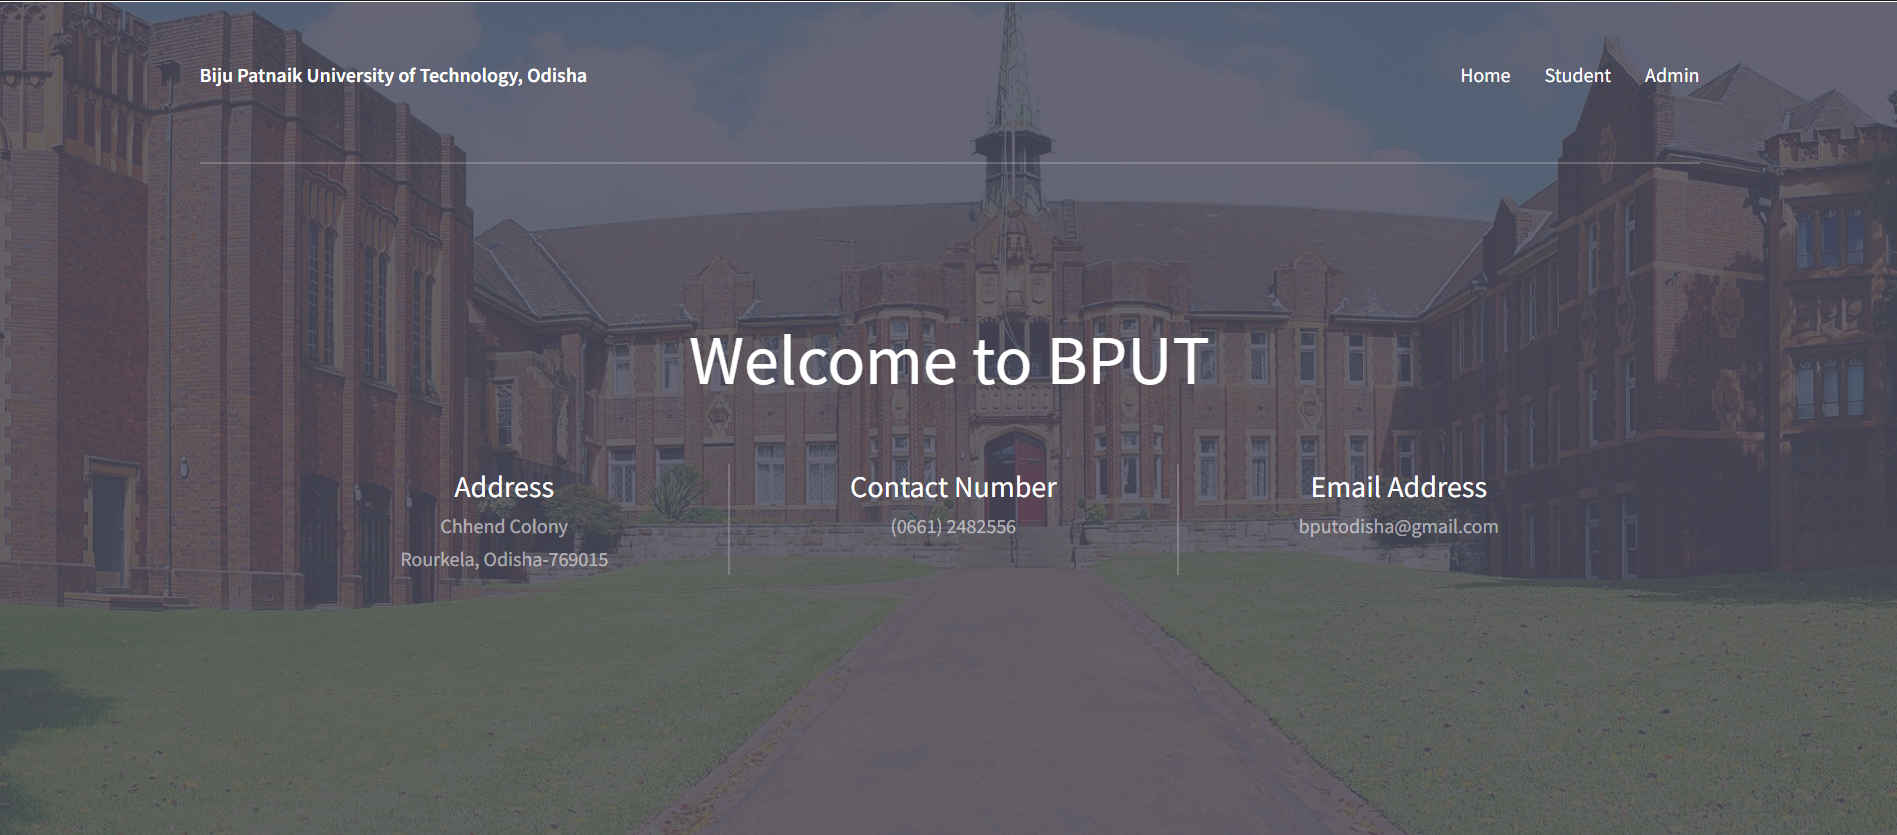 Biju Patnaik University of Technology, Odisha
Home Student Admin
Welcome to BPUT
Address
Chhend Colony
Rourkela, Odisha-769015
Contact Number
(0661) 2482556
Email Address
bputodisha@gmail.com